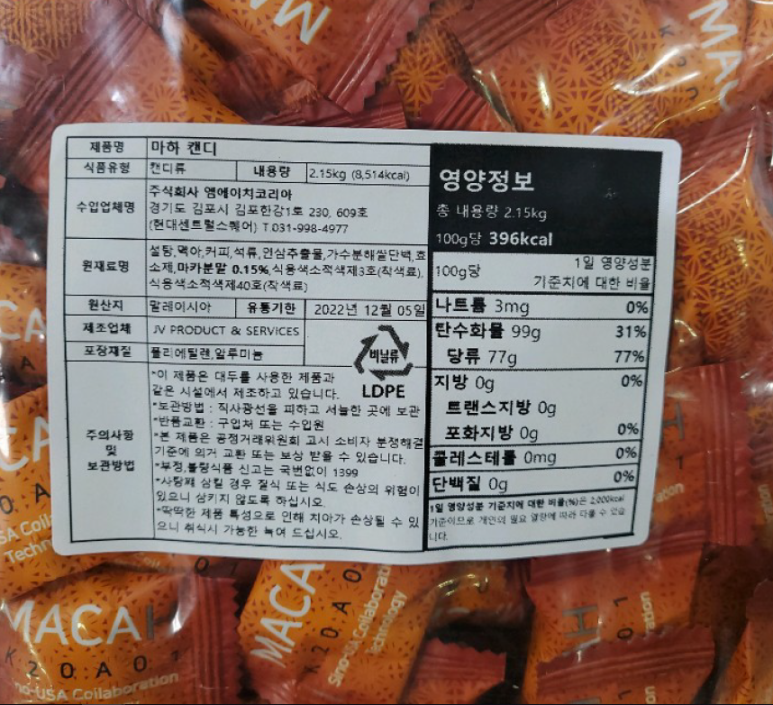 제품명 마하 캔디
식품유형 캔디류 내용량 2.15kg (8,514kcal)
수입업체명 주식회사 엠에이치코리아
경기도 김포시 김포한강1로 230, 609호
(현대센트럴스퀘어) T.031-998-4977
원재료명 설탕,맥아,커피,석류,인삼추출물,가수분해쌀단백,효
소제,마카분말 0.15%,식용색소적색제3호(착색료),
식용색소적색제40호(착색료)
원산지 말레이시아 유통기한 2022년 12월 05일
제조업체 JV PRODUCT & SERVICES
포장재질 폴리에틸렌,알루미늄
비닐류
LDPE
주의사항
및
보관방법
*이 제품은 대두를 사용한 제품과
같은 시설에서 제조하고 있습니다.
*보관방법 : 직사광선을 피하고 서늘한 곳에 보관
*반품교환 : 구입처 또는 수입원
*본 제품은 공정거래위원회 고시 소비자 분쟁해결
기준에 의거 교환 또는 보상 받을 수 있습니다.
*부정,불량식품 신고는 국번없이 1399
*사탕째 삼킬 경우 질식 또는 식도 손상의 위험이
있으니 삼키지 않도록 하십시오.
*딱딱한 제품 특성으로 인해 치아가 손상될 수 있
으니 취식시 가능한 녹여 드십시오.
영양정보
총 내용량 2.15kg
100g당 396kcal
100g당 1일 영양성분
기준치에 대한 비율
나트륨 3mg 0%
탄수화물 99g 31%
당류 77g 77%
지방 0g 0%
트랜스지방 0g
포화지방 0g 0%
콜레스테롤 0mg 0%
단백질 0g 0%
1일 영양성분 기준치에 대한 비율(%)은 2,000kcal
기준이므로 개인의 필요 열량에 따라 다를 수 있습
니다.
MACA
MACAH
K 2 0 A 0 1
Sino-USA Collaboration
MACA
K 2 0 A 0
Sino-USA Collaboration
Technology